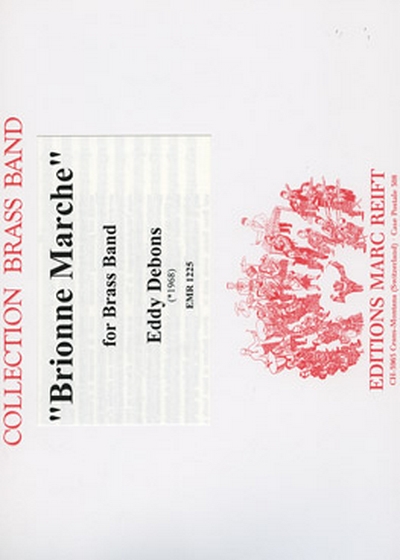 COLLECTION BRASS BAND
"Brionne Marche"
for Brass Band
Eddy Debons
(*1968)
EMR 1225
EDITIONS MARC REIFT
CH-3963 Crans-Montana (Switzerland) · Case Postale 308